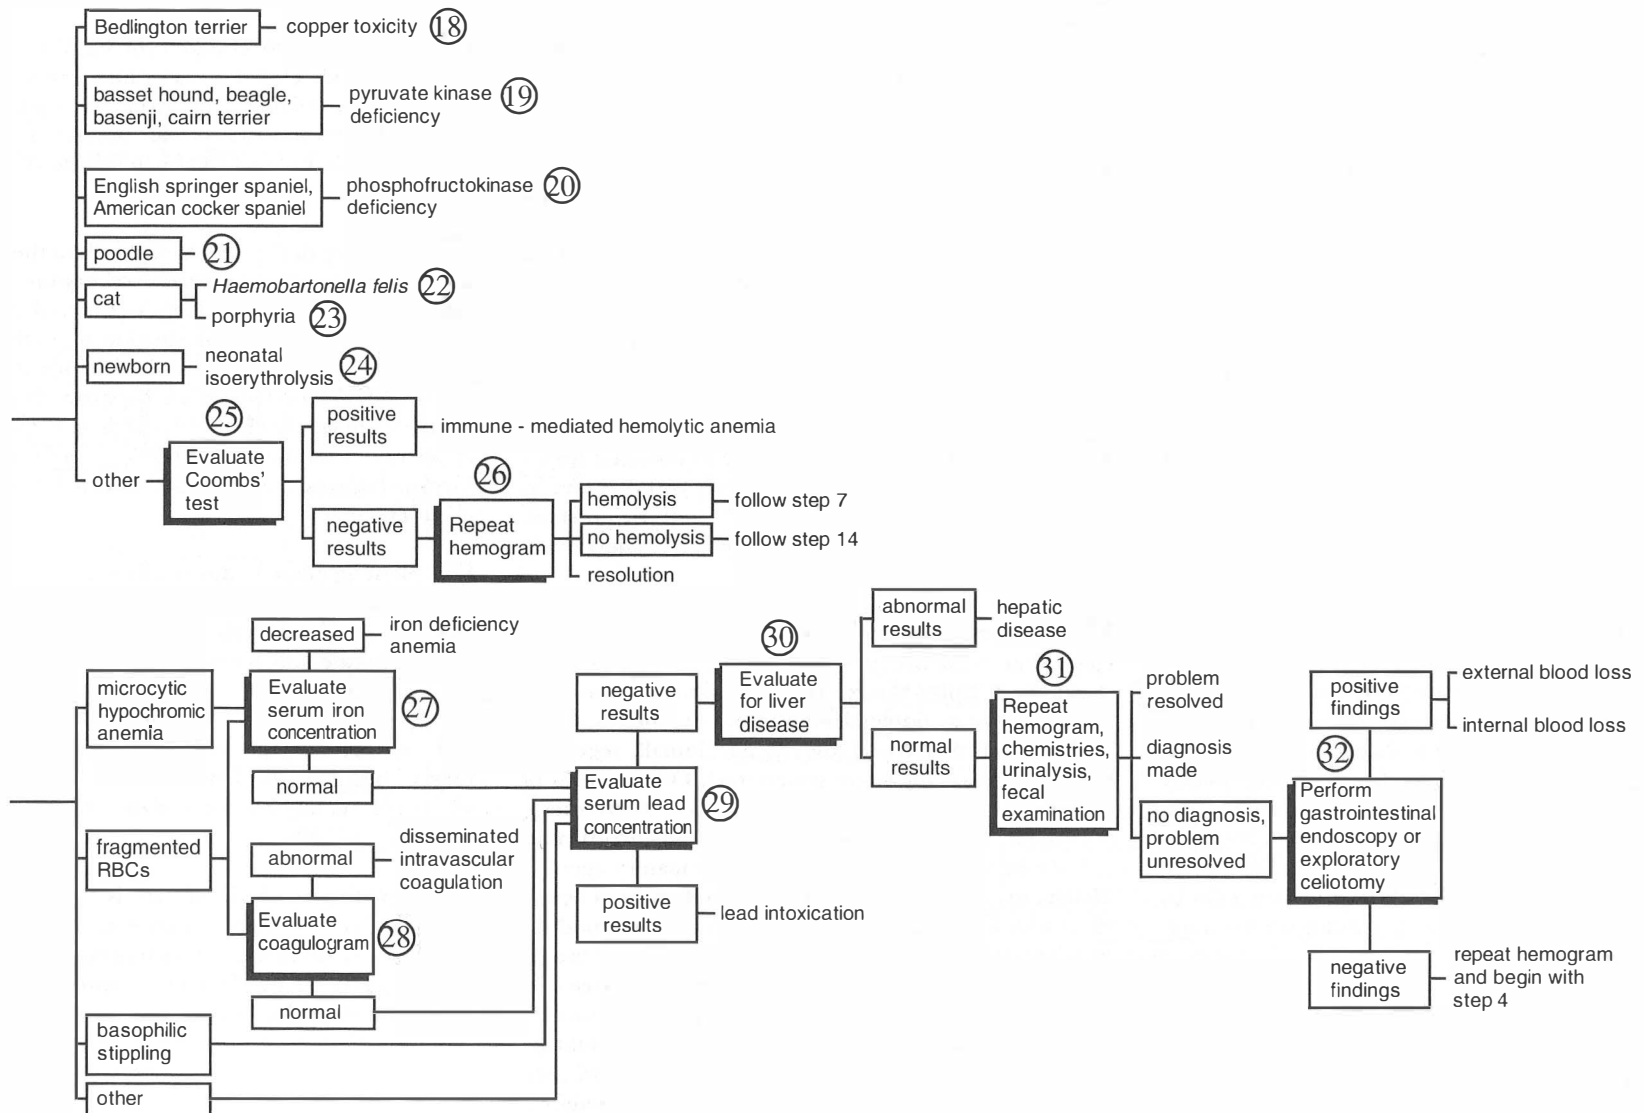 Bedlington terrier
copper toxicity
18
basset hound, beagle,
basenji, cairn terrier
pyruvate kinase
deficiency
19
English springer spaniel,
American cocker spaniel
phosphofructokinase
deficiency
20
poodle
21
cat
Haemobartonella felis
22
porphyria
23
newborn
neonatal
isoerythrolysis
24
other
25
Evaluate
Coombs'
test
positive
results
immune - mediated hemolytic anemia
negative
results
26
Repeat
hemogram
hemolysis
follow step 7
no hemolysis
follow step 14
resolution
microcytic
hypochromic
anemia
decreased
iron deficiency
anemia
Evaluate
serum iron
concentration
27
normal
fragmented
RBCs
abnormal
disseminated
intravascular
coagulation
Evaluate
coagulogram
28
normal
basophilic
stippling
other
negative
results
Evaluate
serum lead
concentration
29
positive
results
lead intoxication
30
Evaluate
for liver
disease
abnormal
results
hepatic
disease
normal
results
31
Repeat
hemogram,
chemistries,
urinalysis,
fecal
examination
problem
resolved
diagnosis
made
no diagnosis,
problem
unresolved
positive
findings
external blood loss
internal blood loss
32
Perform
gastrointestinal
endoscopy or
exploratory
celiotomy
negative
findings
repeat hemogram
and begin with
step 4